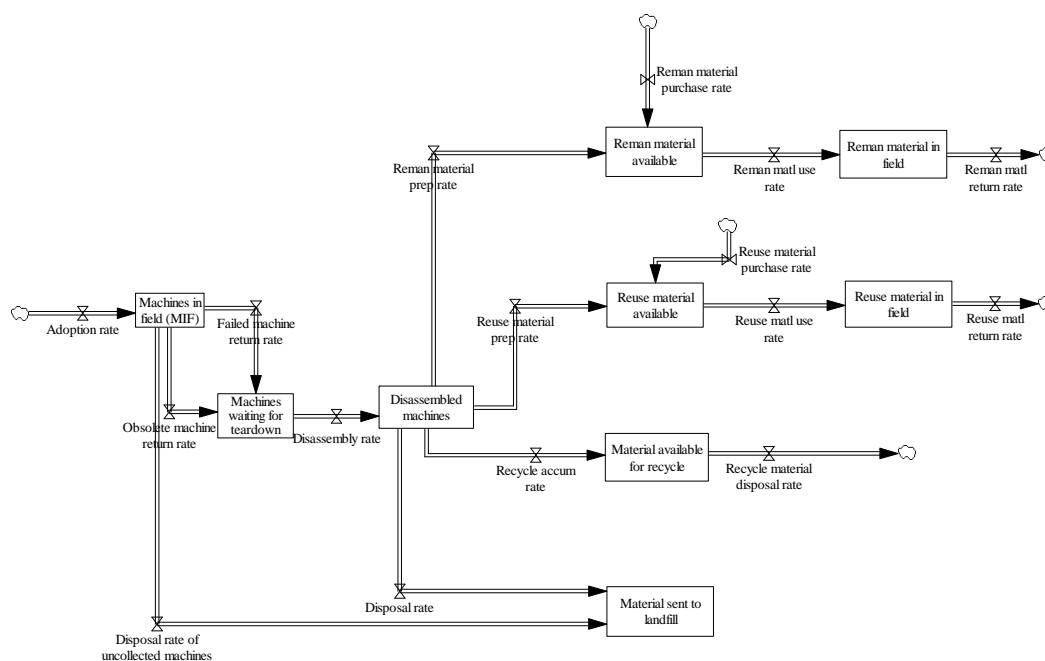 Reman material
purchase rate
Reman material
available
Reman material in
field
Reman material
prep rate
Reman matl use
rate
Reman matl
return rate
Reuse material
purchase rate
Reuse material
available
Reuse material in
field
Reuse material
prep rate
Reuse matl use
rate
Reuse matl
return rate
Machines in
field (MIF)
Adoption rate
Failed machine
return rate
Machines
waiting for
teardown
Obsolete machine
return rate
Disassembly rate
Disassembled
machines
Material available
for recycle
Recycle accum
rate
Recycle material
disposal rate
Disposal rate
Material sent to
landfill
Disposal rate of
uncollected machines